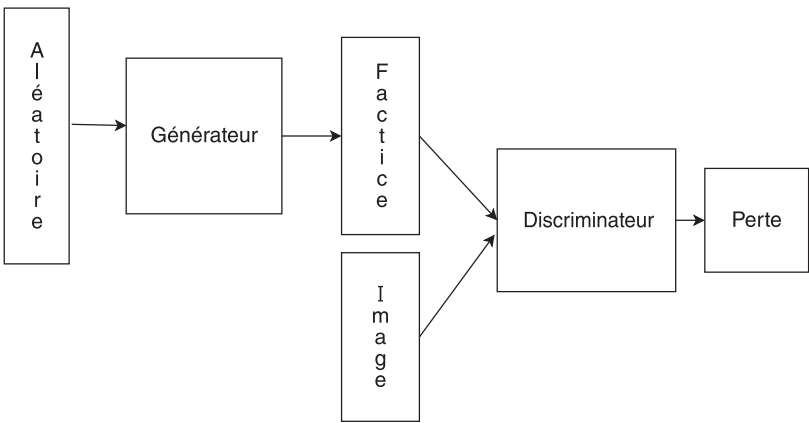 Aléatoire
Générateur
Factice
Image
Discriminateur
Perte